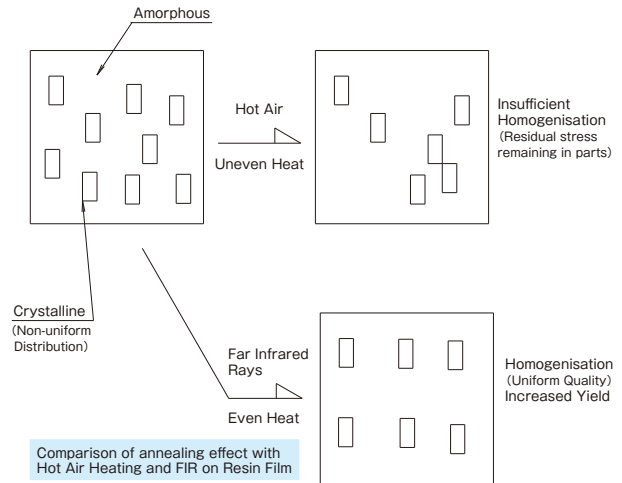 Amorphous
Hot Air
Uneven Heat
Insufficient
Homogenisation
(Residual stress
remaining in parts)
Crystalline
(Non-uniform
Distribution)
Far Infrared
Rays
Even Heat
Homogenisation
(Uniform Quality)
Increased Yield
Comparison of annealing effect with
Hot Air Heating and FIR on Resin Film